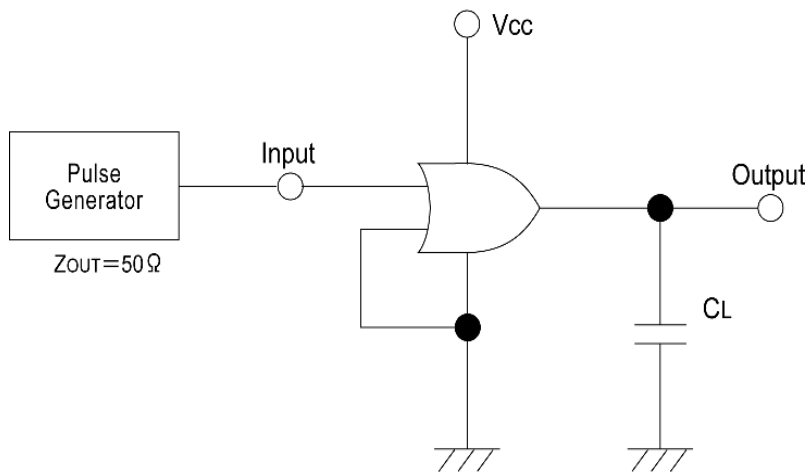 Vcc
Input
Pulse
Generator
Output
ZOUT=50Ω
CL